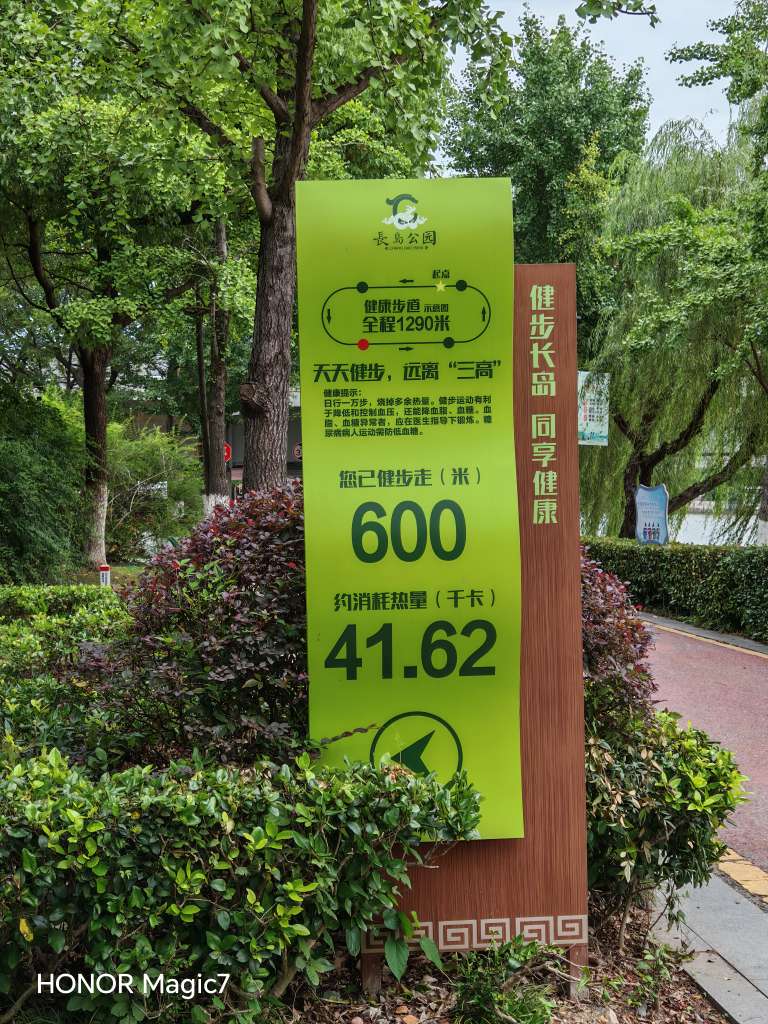 長岛公园
起点
健康步道 示意图
全程1290米
天天健步，远离“三高”
健康提示：
日行一万步，烧掉多余热量。健步运动有利
于降低和控制血压，还能降血脂、血糖。血
脂、血糖异常者，应在医生指导下锻炼。糖
尿病病人运动需防低血糖。
您已健步走（米）
600
约消耗热量（千卡）
41.62
健步长岛 同享健康
HONOR Magic7